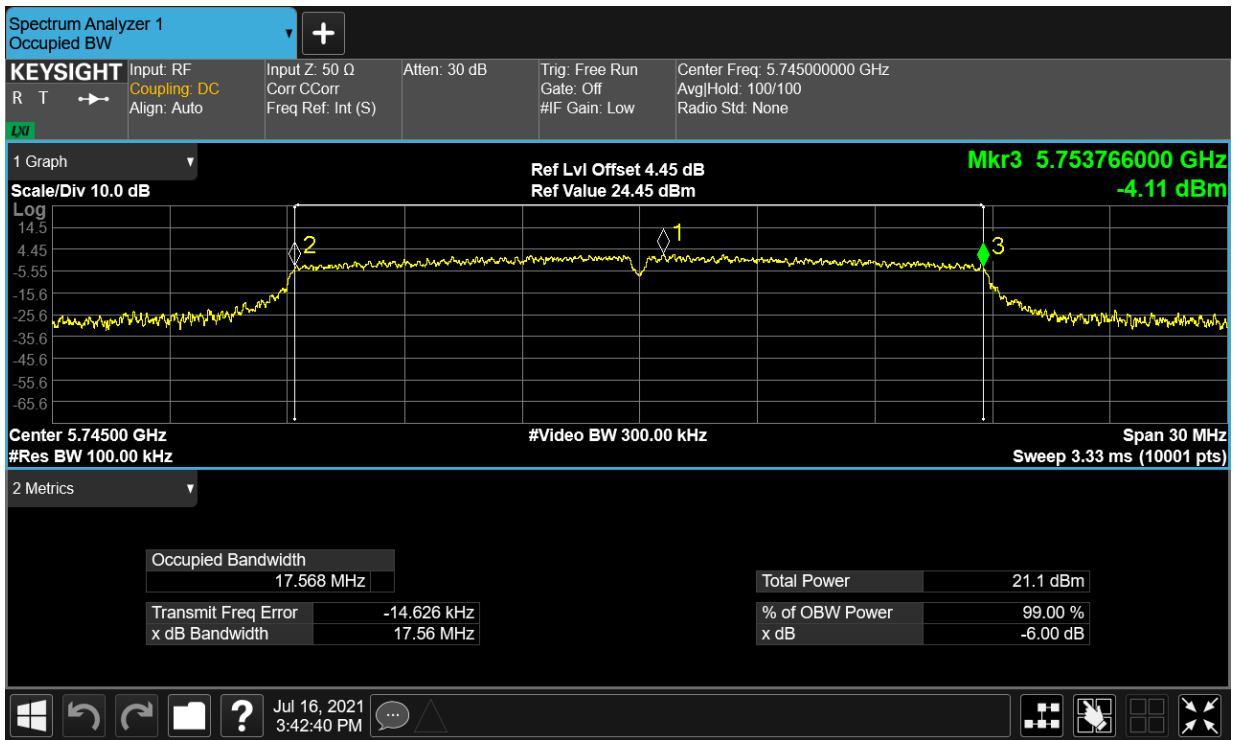 Spectrum Analyzer 1
Occupied BW
KEYSIGHT
R T
LXI
Input: RF
Coupling: DC
Align: Auto
Input Z: 50 Ω
Corr CCorr
Freq Ref: Int (S)
Atten: 30 dB
Trig: Free Run
Gate: Off
#IF Gain: Low
Center Freq: 5.745000000 GHz
Avg|Hold: 100/100
Radio Std: None
1 Graph
Scale/Div 10.0 dB
Ref Lvl Offset 4.45 dB
Ref Value 24.45 dBm
Mkr3 5.753766000 GHz
-4.11 dBm
Log
14.5
4.45
-5.55
-15.6
-25.6
-35.6
-45.6
-55.6
-65.6
2
1
3
Center 5.74500 GHz
#Res BW 100.00 kHz
#Video BW 300.00 kHz
Span 30 MHz
Sweep 3.33 ms (10001 pts)
2 Metrics
Occupied Bandwidth
17.568 MHz
Transmit Freq Error -14.626 kHz
x dB Bandwidth 17.56 MHz
Total Power 21.1 dBm
% of OBW Power 99.00 %
x dB -6.00 dB
?
Jul 16, 2021
3:42:40 PM